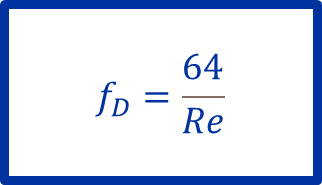 f_D = 64/Re